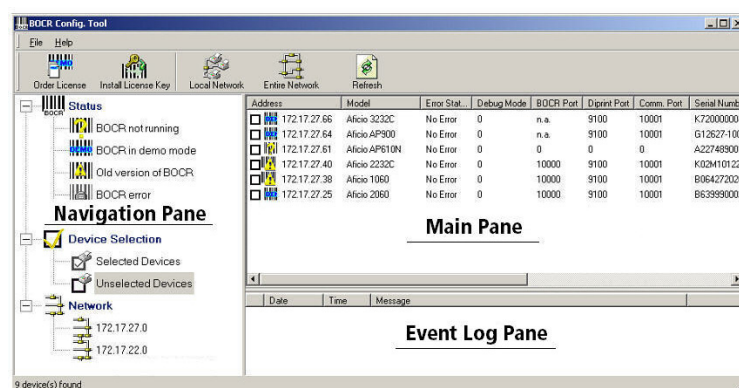 BOCR Config. Tool
File Help
Order License Install License Key Local Network Entire Network Refresh
Status
BOCR not running
BOCR in demo mode
Old version of BOCR
BOCR error
Navigation Pane
Device Selection
Selected Devices
Unselected Devices
Network
172.17.27.0
172.17.22.0
Address Model Error Stat... Debug Mode BOCR Port Diprint Port Comm. Port Serial Numb
172.17.27.66 Aficio 3232C No Error 0 n.a. 9100 10001 K72000004
172.17.27.64 Aficio AP900 No Error 0 n.a. 9100 10001 G12627-100
172.17.27.61 Aficio AP610N No Error 0 0 0 0 A22748900
172.17.27.40 Aficio 2232C No Error 0 10000 9100 10001 K02M10122
172.17.27.38 Aficio 1060 No Error 0 10000 9100 10001 B06427202
172.17.27.25 Aficio 2060 No Error 0 10000 9100 10001 B63999000
Main Pane
Date Time Message
Event Log Pane
9 device(s) found